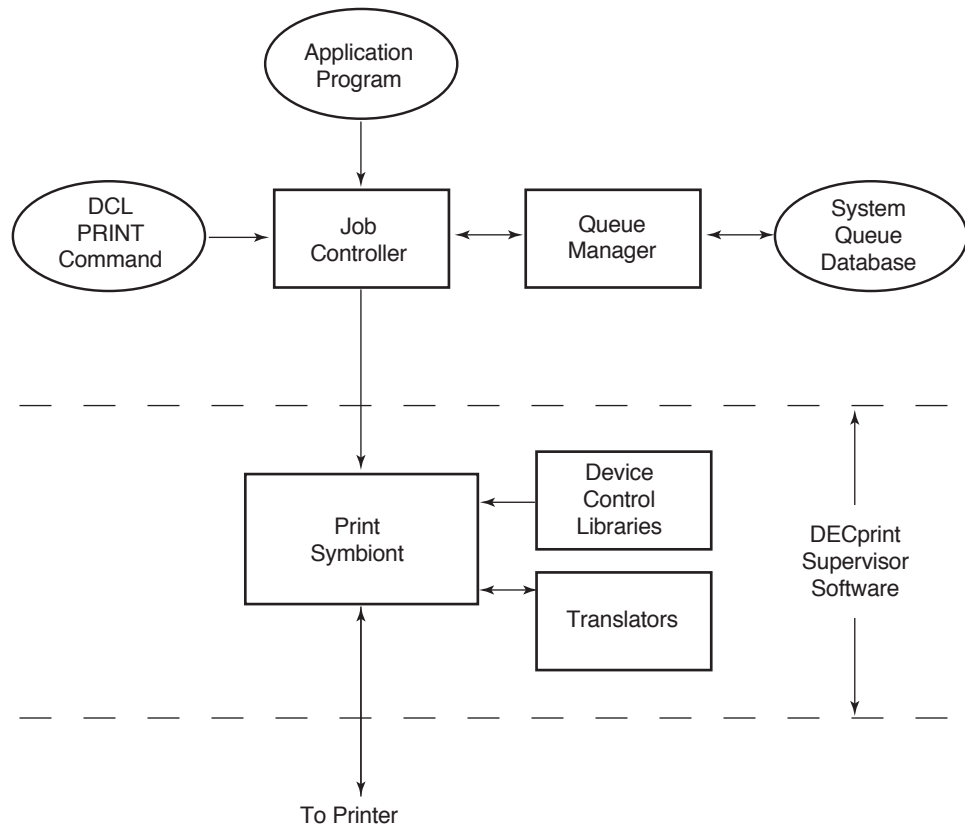 Application
Program
DCL
PRINT
Command
Job
Controller
Queue
Manager
System
Queue
Database
Print
Symbiont
Device
Control
Libraries
Translators
DECprint
Supervisor
Software
To Printer